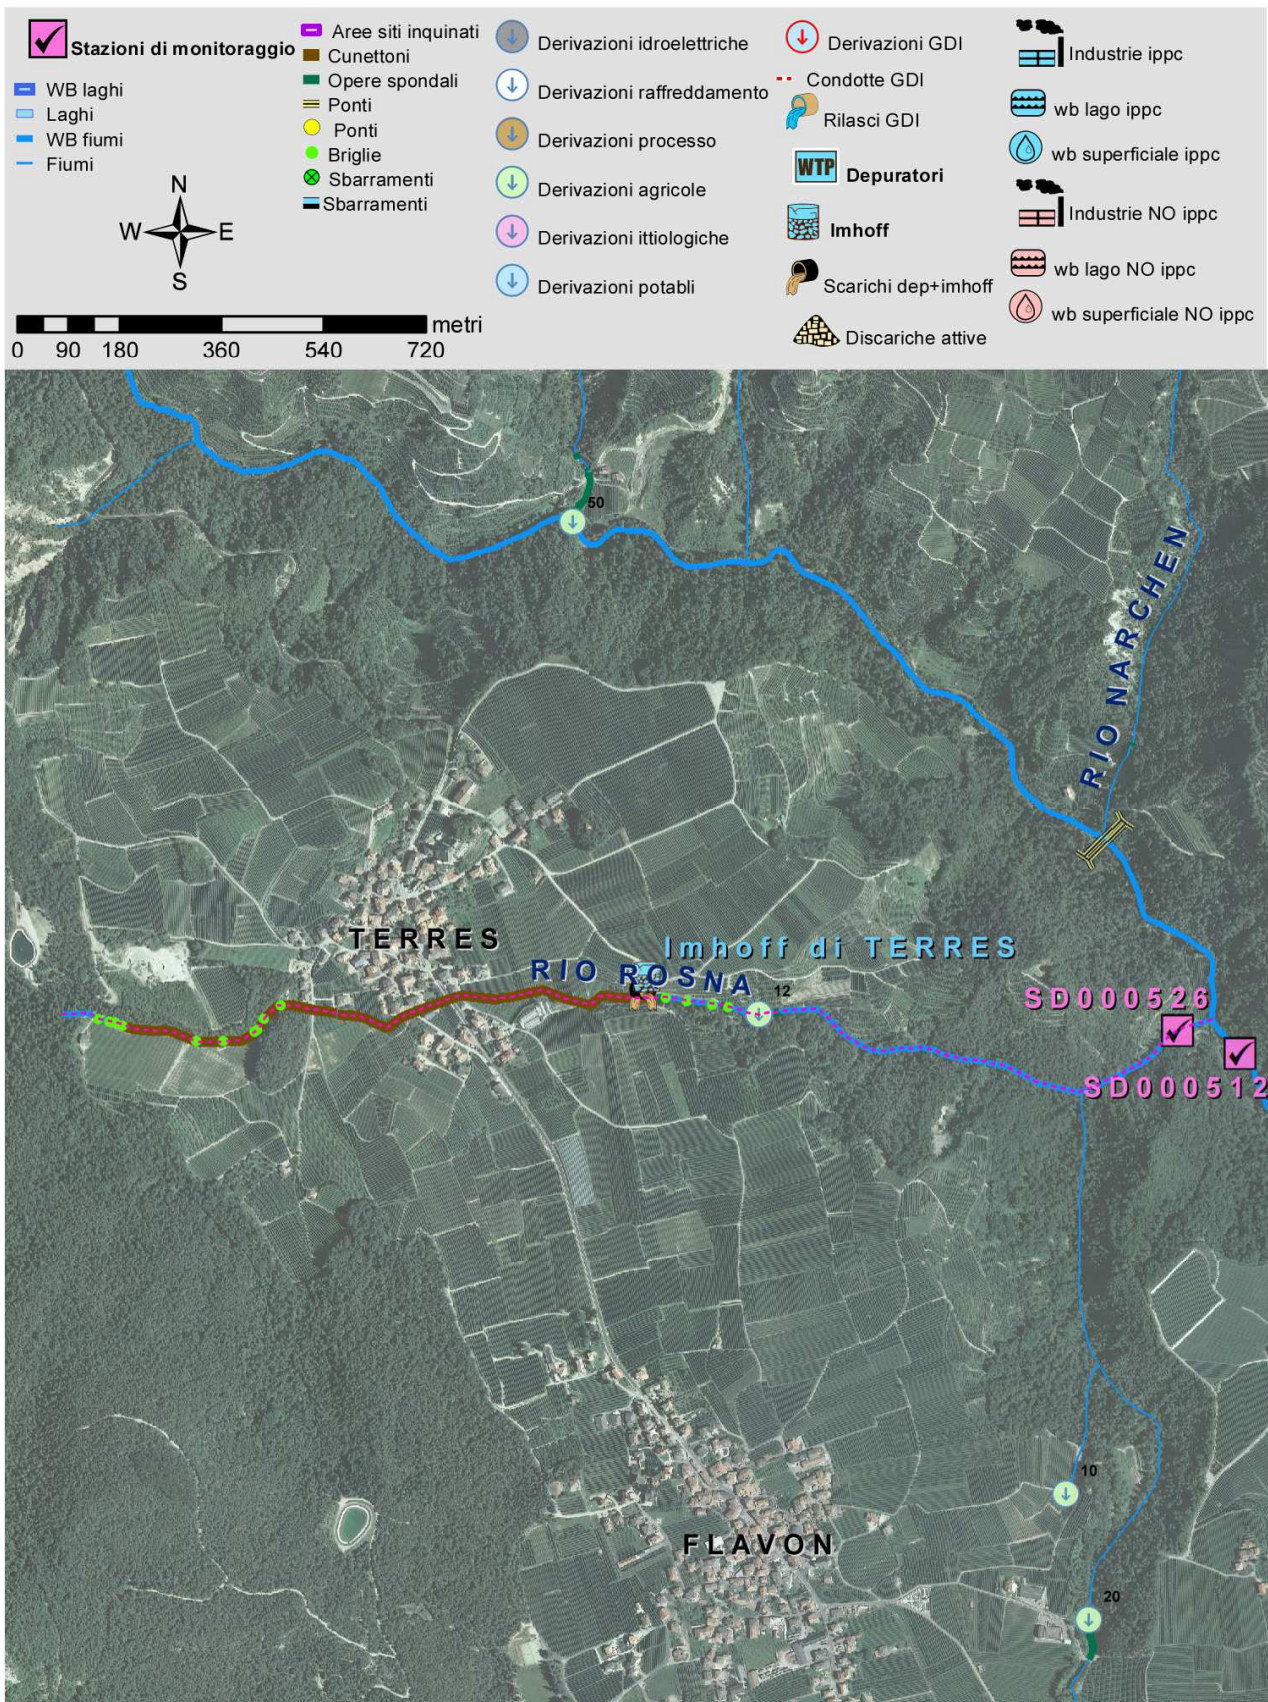 Stazioni di monitoraggio
WB laghi
Laghi
WB fiumi
Fiumi
N
W E
S
metri
0 90 180 360 540 720
Aree siti inquinati
Cunettoni
Opere spondali
Ponti
Ponti
Briglie
Sbarramenti
Sbarramenti
Derivazioni idroelettriche
Derivazioni raffreddamento
Derivazioni processo
Derivazioni agricole
Derivazioni ittiologiche
Derivazioni potabli
Derivazioni GDI
Condotte GDI
Rilasci GDI
WTP Depuratori
Imhoff
Scarichi dep+imhoff
Discariche attive
Industrie ippc
wb lago ippc
wb superficiale ippc
Industrie NO ippc
wb lago NO ippc
wb superficiale NO ippc
50
RIO NARCHEN
TERRES
Imhoff di TERRES
RIO ROSNA
12
SD000526
SD000512
10
FLAVON
20